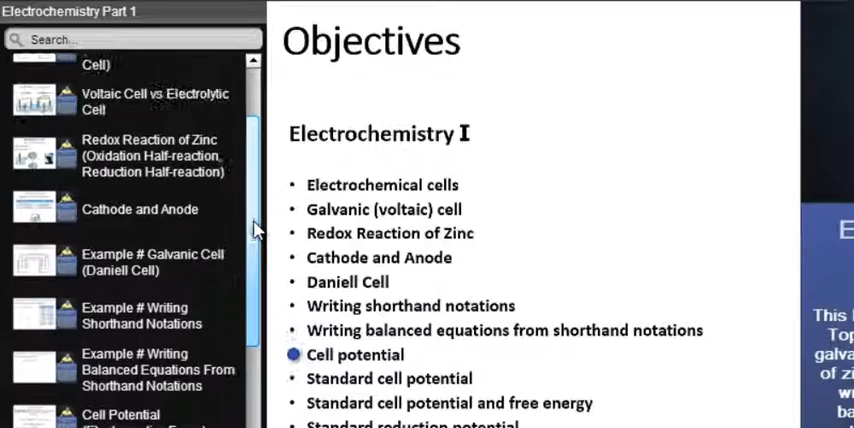 Electrochemistry Part 1
Search...
Cell)
Voltaic Cell vs Electrolytic
Cell
Redox Reaction of Zinc
(Oxidation Half-reaction,
Reduction Half-reaction)
Cathode and Anode
Example # Galvanic Cell
(Daniell Cell)
Example # Writing
Shorthand Notations
Example # Writing
Balanced Equations From
Shorthand Notations
Cell Potential
Objectives
Electrochemistry I
• Electrochemical cells
• Galvanic (voltaic) cell
• Redox Reaction of Zinc
• Cathode and Anode
• Daniell Cell
• Writing shorthand notations
• Writing balanced equations from shorthand notations
• Cell potential
• Standard cell potential
• Standard cell potential and free energy
• Standard reduction potential
E
This
Top
galva
of zi
w
ba